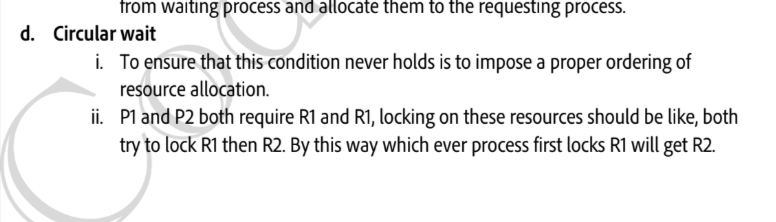 from waiting process and allocate them to the requesting process.
d. Circular wait
i. To ensure that this condition never holds is to impose a proper ordering of
resource allocation.
ii. P1 and P2 both require R1 and R1, locking on these resources should be like, both
try to lock R1 then R2. By this way which ever process first locks R1 will get R2.